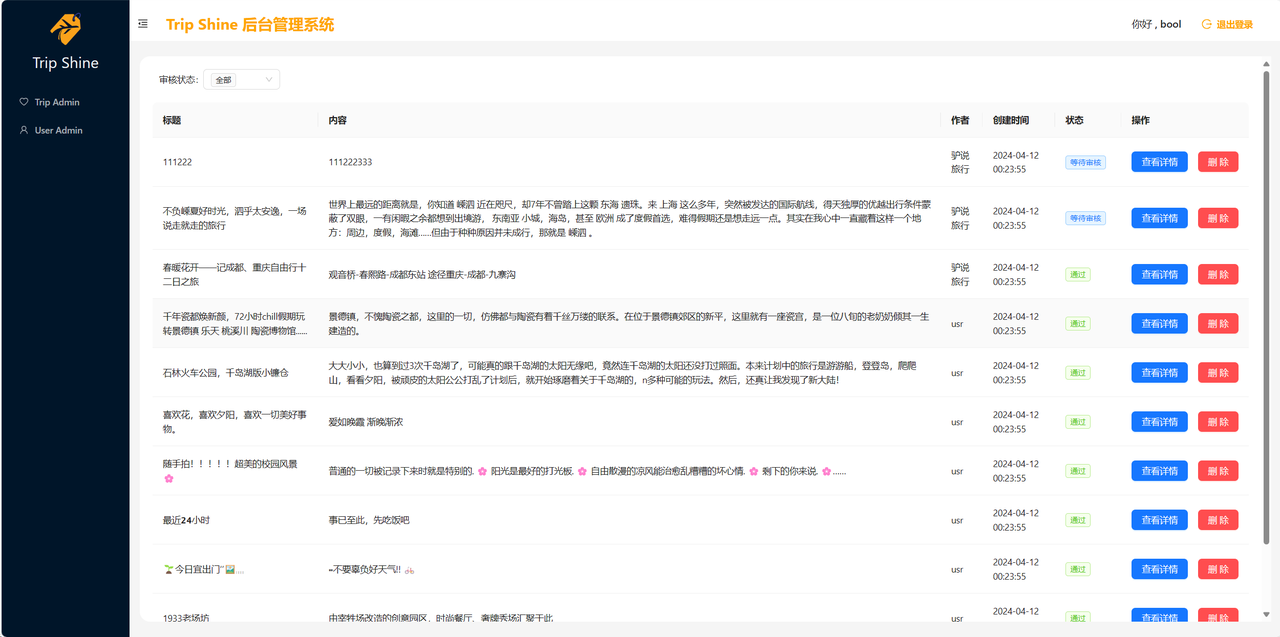 Trip Shine
Trip Admin
User Admin
Trip Shine 后台管理系统
你好 , bool
退出登录
审核状态: 全部
标题 内容 作者 创建时间 状态 操作
111222 111222333 驴说 2024-04-12 等待审核 查看详情 删 除
旅行 00:23:55
不负嵊夏好时光，泗乎太安逸，一场
说走就走的旅行
世界上最远的距离就是，你知道 嵊泗 近在咫尺，却7年不曾踏上这颗 东海 遗珠。来 上海 这么多年，突然被发达的国际航线，得天独厚的优越出行条件蒙
蔽了双眼，一有闲暇之余都想到出境游， 东南亚 小城，海岛，甚至 欧洲 成了度假首选，难得假期还是想走远一点。其实在我心中一直藏着这样一个地
方：周边，度假，海滩......但由于种种原因并未成行，那就是 嵊泗 。
驴说
旅行
2024-04-12
00:23:55
等待审核 查看详情 删 除
春暖花开——记成都、重庆自由行十
二日之旅
观音桥-春熙路-成都东站 途径重庆-成都-九寨沟
驴说
旅行
2024-04-12
00:23:55
通过 查看详情 删 除
千年瓷都焕新颜，72小时chill假期玩
转景德镇 乐天 桃溪川 陶瓷博物馆......
景德镇，不愧陶瓷之都，这里的一切，仿佛都与陶瓷有着千丝万缕的联系。在位于景德镇郊区的新平，这里就有一座瓷宫，是一位八旬的老奶奶倾其一生
建造的。
usr
2024-04-12
00:23:55
通过 查看详情 删 除
石林火车公园，千岛湖版小镰仓
大大小小，也算到过3次千岛湖了，可能真的跟千岛湖的太阳无缘吧，竟然连千岛湖的太阳还没打过照面。本来计划中的旅行是游游船，登登岛，爬爬
山，看看夕阳，被顽皮的太阳公公打乱了计划后，就开始琢磨着关于千岛湖的，n多种可能的玩法。然后，还真让我发现了新大陆！
usr
2024-04-12
00:23:55
通过 查看详情 删 除
喜欢花，喜欢夕阳，喜欢一切美好事
物。
爱如晚霞 渐晚渐浓
usr
2024-04-12
00:23:55
通过 查看详情 删 除
随手拍！！！！！超美的校园风景
🌸
普通的一切被记录下来时就是特别的. 🌸 阳光是最好的打光板. 🌸 自由散漫的凉风能治愈乱糟糟的坏心情. 🌸 剩下的你来说. 🌸......
usr
2024-04-12
00:23:55
通过 查看详情 删 除
最近24小时
事已至此，先吃饭吧
usr
2024-04-12
00:23:55
通过 查看详情 删 除
🌱今日宜出门
不要辜负好天气!! 🚲
usr
2024-04-12
00:23:55
通过 查看详情 删 除
1933老场坊
由宰牲场改造的创意园区，时尚餐厅，奢牌秀场汇聚于此
usr
2024-04-12
通过 查看详情 删 除